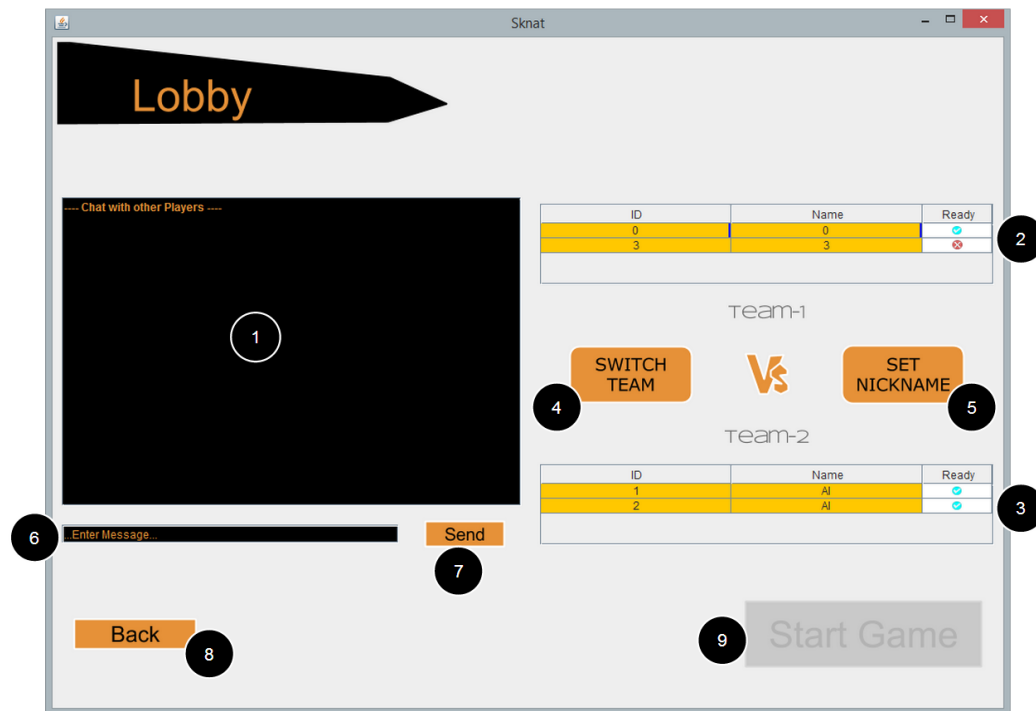 Sknat
Lobby
---- Chat with other Players ----
1
ID Name Ready
0 0
3 3
2
Team-1
SWITCH
TEAM
4
Vs
SET
NICKNAME
5
Team-2
ID Name Ready
1 AI
2 AI
3
6
...Enter Message...
Send
7
Back
8
9
Start Game